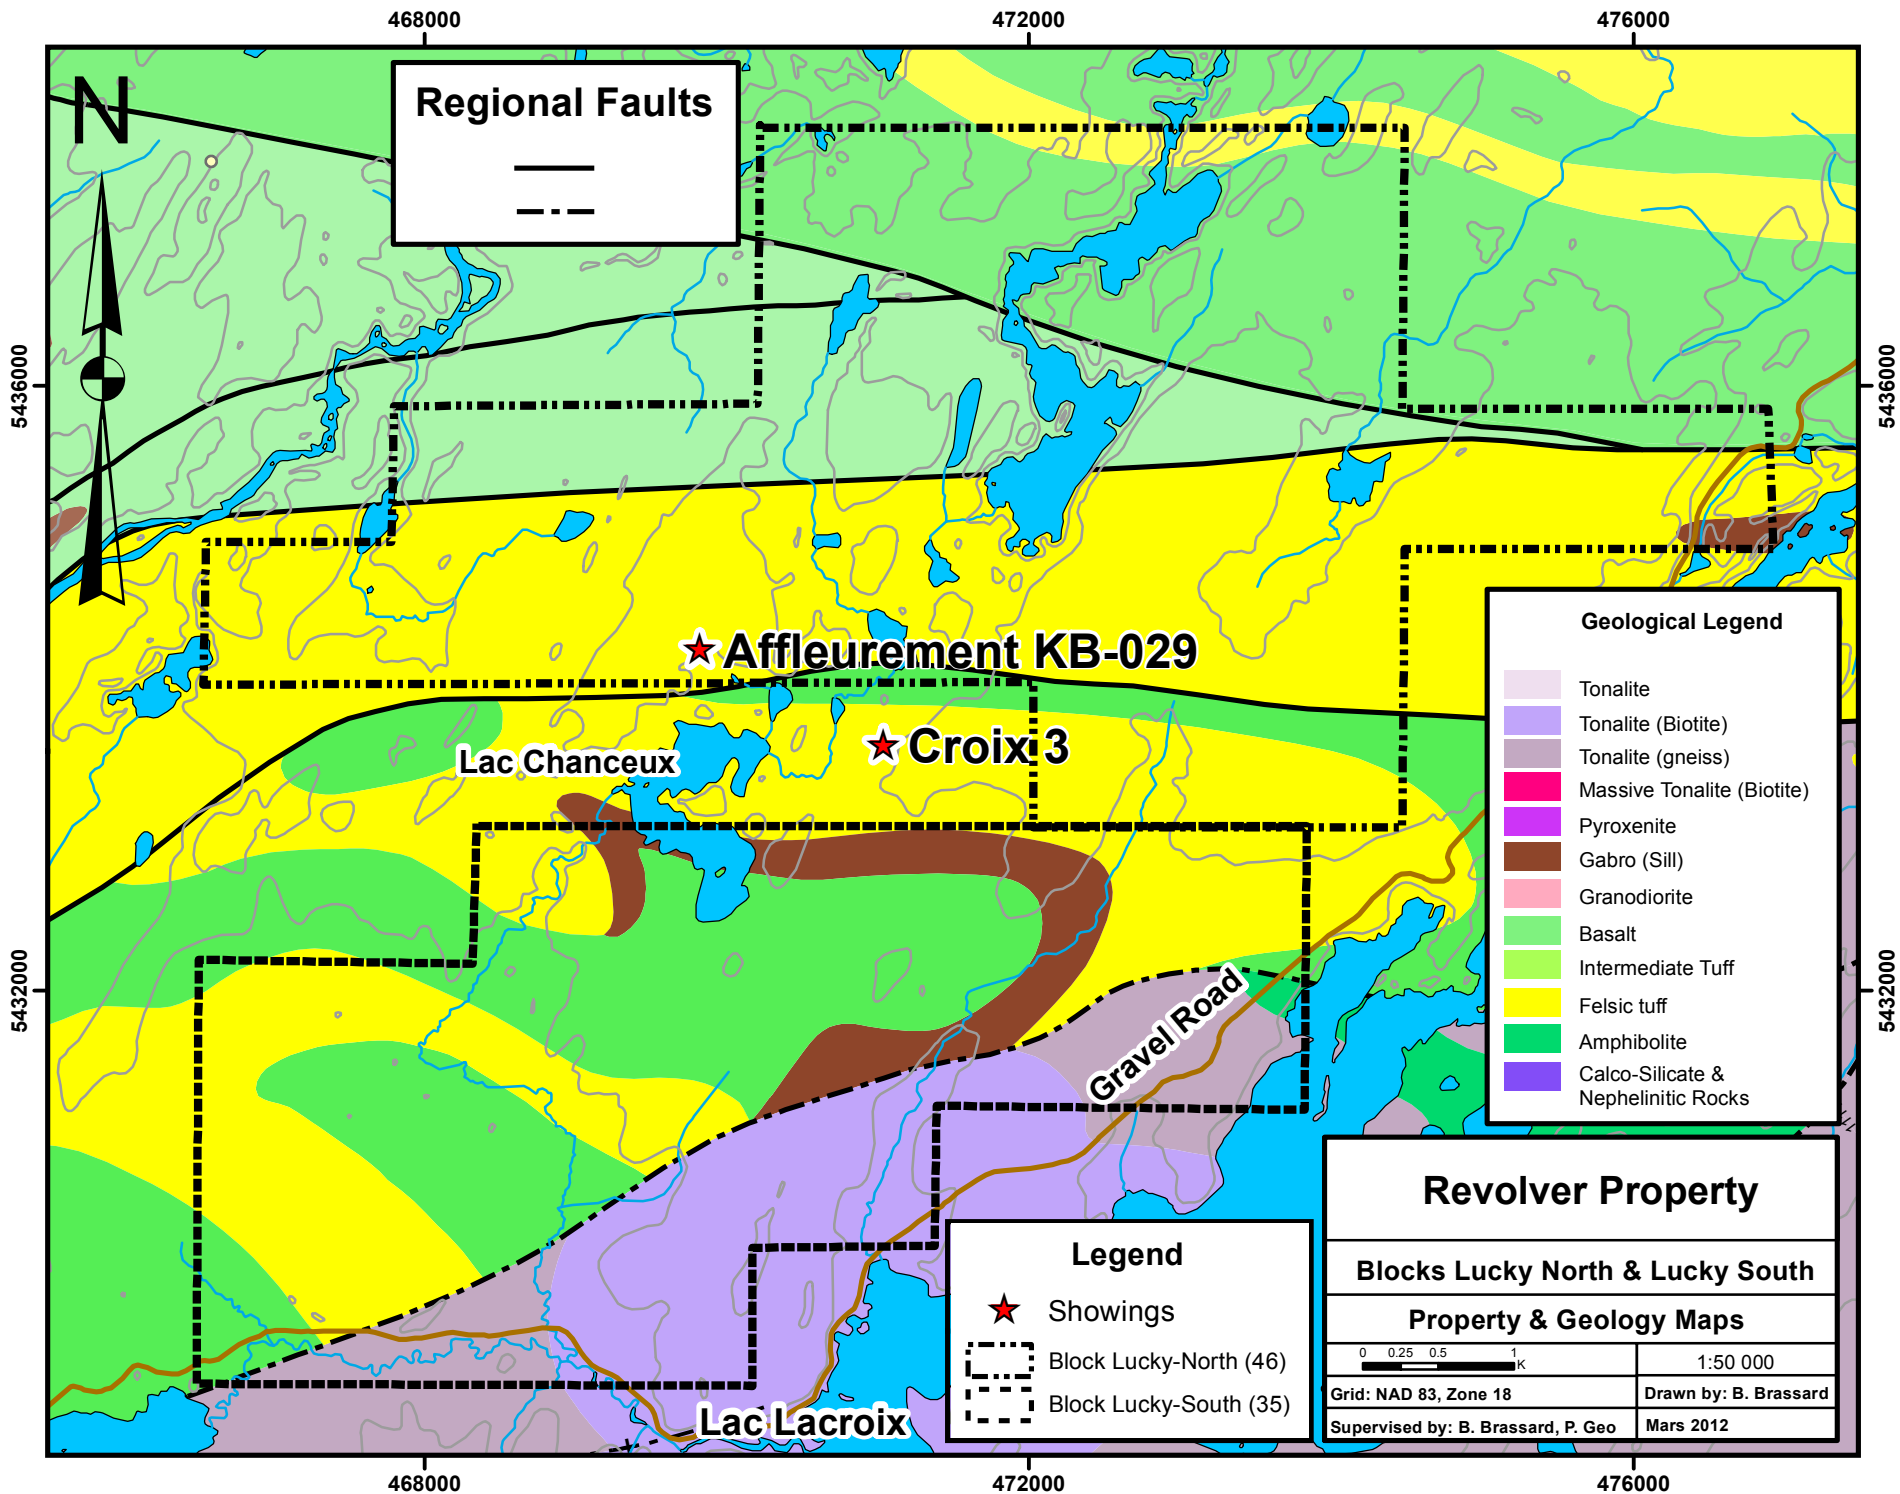 468000
472000
476000
N
Regional Faults
5436000
5436000
Affleurement KB-029
Croix 3
Lac Chanceux
Gravel Road
Lac Lacroix
5432000
5432000
Geological Legend
Tonalite
Tonalite (Biotite)
Tonalite (gneiss)
Massive Tonalite (Biotite)
Pyroxenite
Gabro (Sill)
Granodiorite
Basalt
Intermediate Tuff
Felsic tuff
Amphibolite
Calco-Silicate &
Nephelinitic Rocks
Legend
Showings
Block Lucky-North (46)
Block Lucky-South (35)
Revolver Property
Blocks Lucky North & Lucky South
Property & Geology Maps
0 0.25 0.5 1
K
1:50 000
Grid: NAD 83, Zone 18
Drawn by: B. Brassard
Supervised by: B. Brassard, P. Geo
Mars 2012
468000
472000
476000